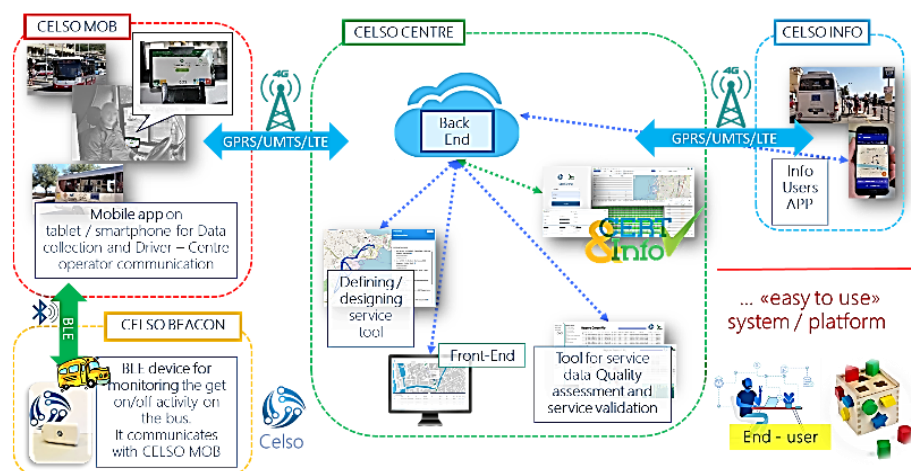 CELSO MOB
Mobile app on
tablet / smartphone for Data
collection and Driver – Centre
operator communication
BLE
CELSO BEACON
BLE device for
monitoring the get
on/off activity on
the bus.
It communicates
with CELSO MOB
Celso
4G
GPRS/UMTS/LTE
CELSO CENTRE
Back
End
CERT
&Info
Defining /
designing
service
tool
Front-End
Tool for service
data Quality
assessment and
service validation
4G
GPRS/UMTS/LTE
CELSO INFO
Info
Users
APP
... «easy to use»
system / platform
End - user